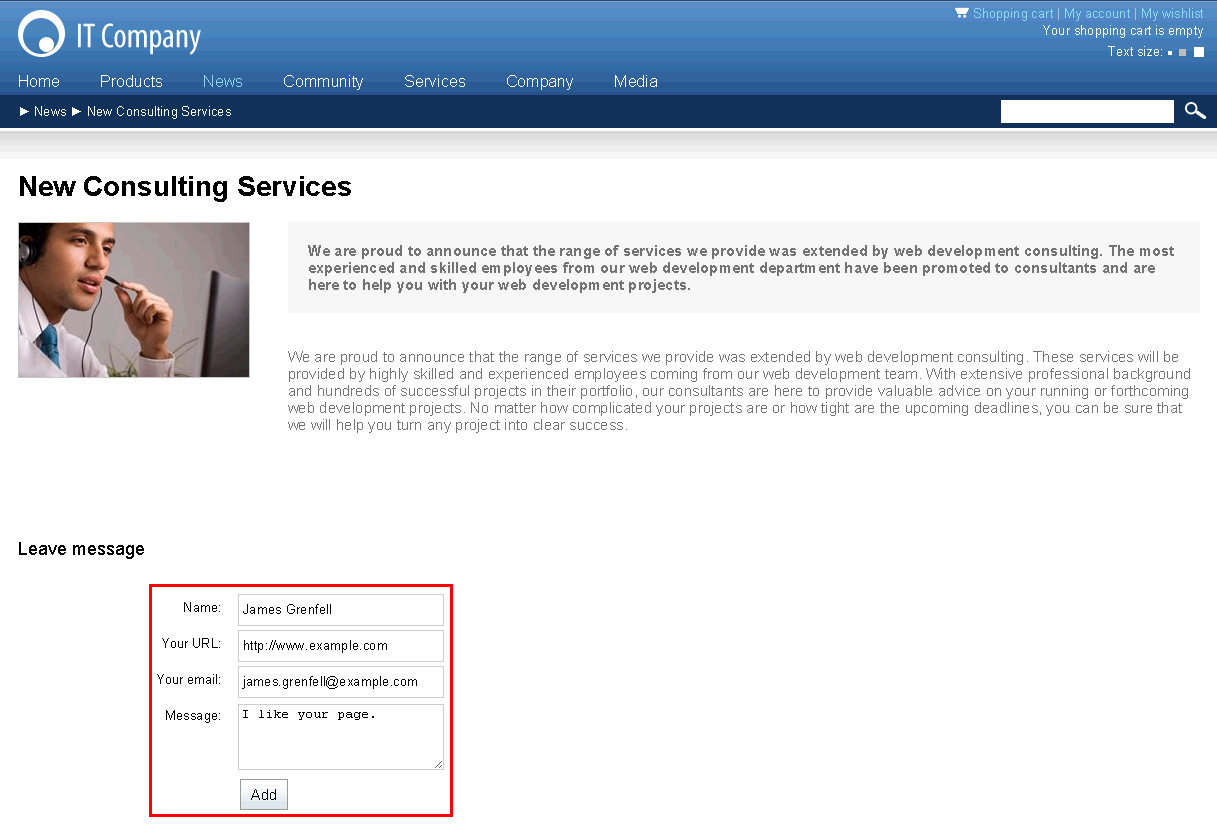 IT Company
Shopping cart | My account | My wishlist
Your shopping cart is empty
Text size:
Home Products News Community Services Company Media
News New Consulting Services
New Consulting Services
We are proud to announce that the range of services we provide was extended by web development consulting. The most
experienced and skilled employees from our web development department have been promoted to consultants and are
here to help you with your web development projects.
We are proud to announce that the range of services we provide was extended by web development consulting. These services will be
provided by highly skilled and experienced employees coming from our web development team. With extensive professional background
and hundreds of successful projects in their portfolio, our consultants are here to provide valuable advice on your running or forthcoming
web development projects. No matter how complicated your projects are or how tight are the upcoming deadlines, you can be sure that
we will help you turn any project into clear success.
Leave message
Name: James Grenfell
Your URL: http://www.example.com
Your email: james.grenfell@example.com
Message: I like your page.
Add